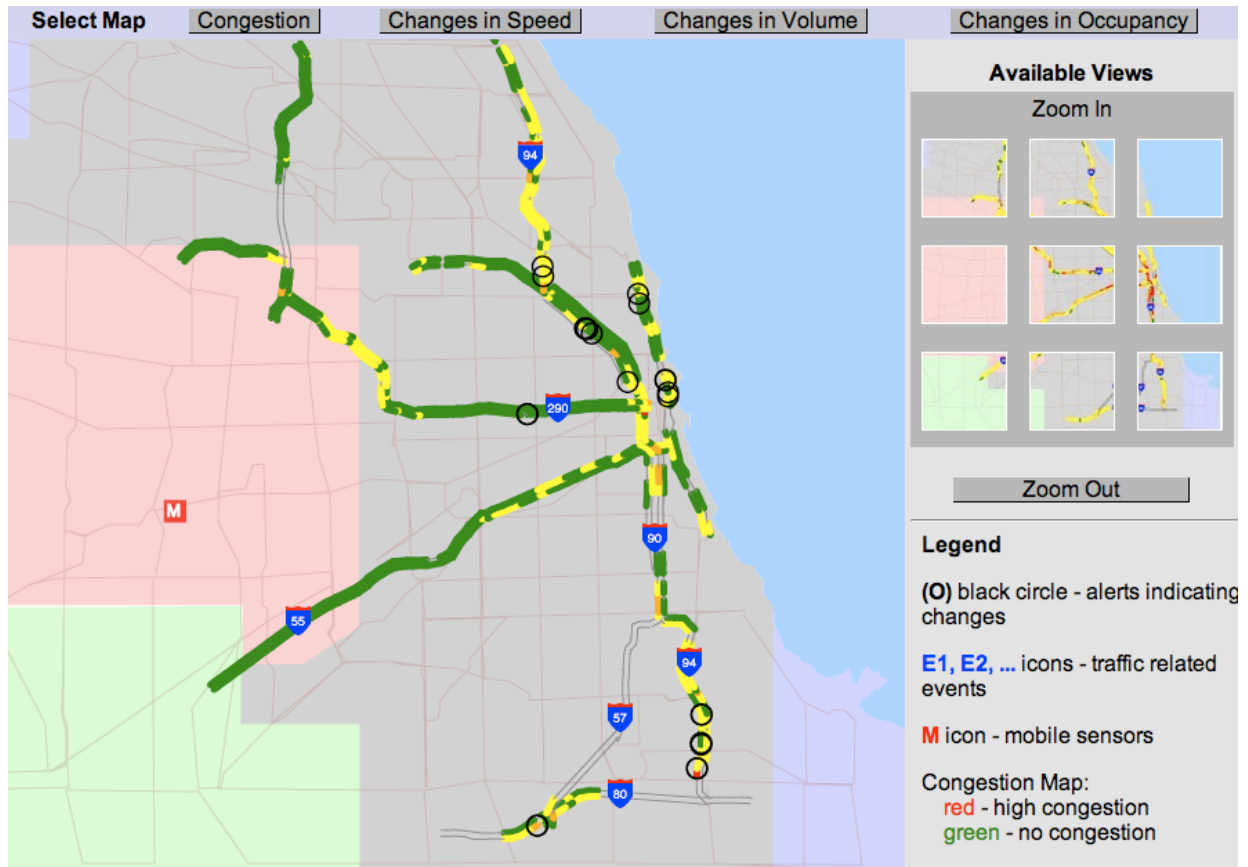 Select Map
Congestion
Changes in Speed
Changes in Volume
Changes in Occupancy
Available Views
Zoom In
94
290
M
90
55
94
57
80
Zoom Out
Legend
(O) black circle - alerts indicating
changes
E1, E2, ... icons - traffic related
events
M icon - mobile sensors
Congestion Map:
red - high congestion
green - no congestion